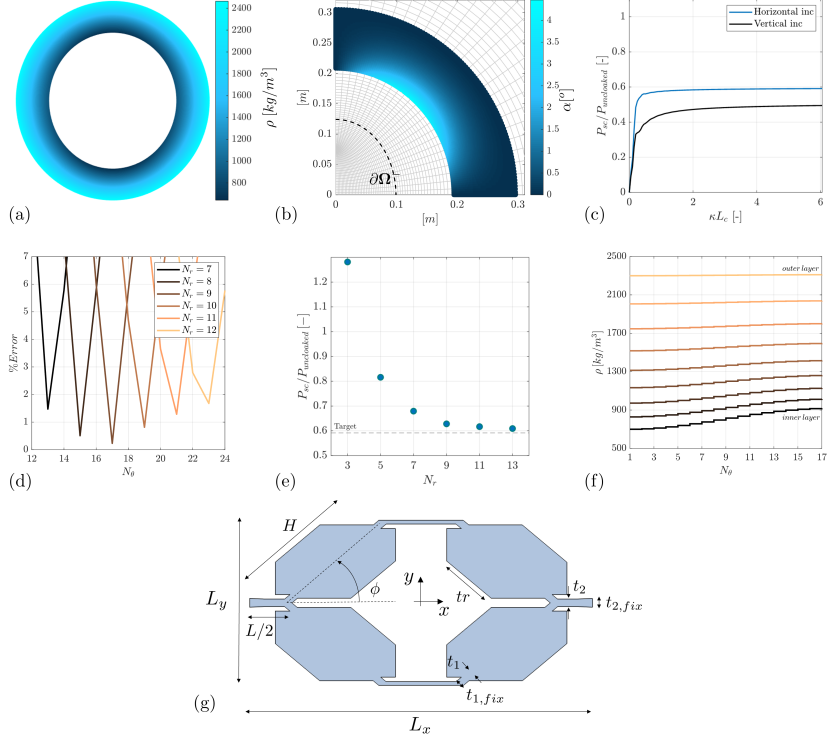 2400
2200
2000
1800
1600
1400
1200
1000
800
ρ [kg/m³]
(a)
0.3
0.25
0.2
0.15
0.1
0.05
0
[m]
0
0.1
0.2
0.3
[m]
∂Ω⁻
4
3.5
3
2.5
2
1.5
1
0.5
0
α[°]
(b)
Horizontal inc
Vertical inc
1
0.8
0.6
0.4
0.2
0
P_sc/P_uncloaked [-]
0
2
4
6
κL_c [-]
(c)
7
6
5
4
3
2
1
0
%Error
N_r = 7
N_r = 8
N_r = 9
N_r = 10
N_r = 11
N_r = 12
12 14 16 18 20 22 24
N_θ
(d)
1.2
1.1
1
0.9
0.8
0.7
0.6
0.5
P_sc/P_uncloaked [−]
Target
3 5 7 9 11 13
N_r
(e)
2500
2100
1700
1300
900
500
ρ [kg/m³]
outer layer
inner layer
1 3 5 7 9 11 13 15 17
N_θ
(f)
H
L_y
L/2
ϕ
y
x
tr
t_2
t_2,fix
t_1
t_1,fix
(g)
L_x